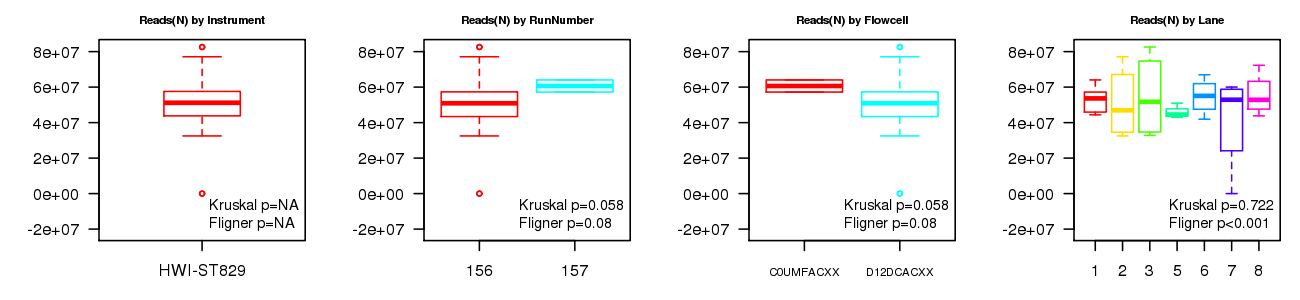 Reads(N) by Instrument
8e+07
6e+07
4e+07
2e+07
0e+00
-2e+07
Kruskal p=NA
Fligner p=NA
HWI-ST829
Reads(N) by RunNumber
8e+07
6e+07
4e+07
2e+07
0e+00
-2e+07
Kruskal p=0.058
Fligner p=0.08
156 157
Reads(N) by Flowcell
8e+07
6e+07
4e+07
2e+07
0e+00
-2e+07
Kruskal p=0.058
Fligner p=0.08
C0UMFACXX D12DCACXX
Reads(N) by Lane
8e+07
6e+07
4e+07
2e+07
0e+00
-2e+07
Kruskal p=0.722
Fligner p<0.001
1 2 3 5 6 7 8